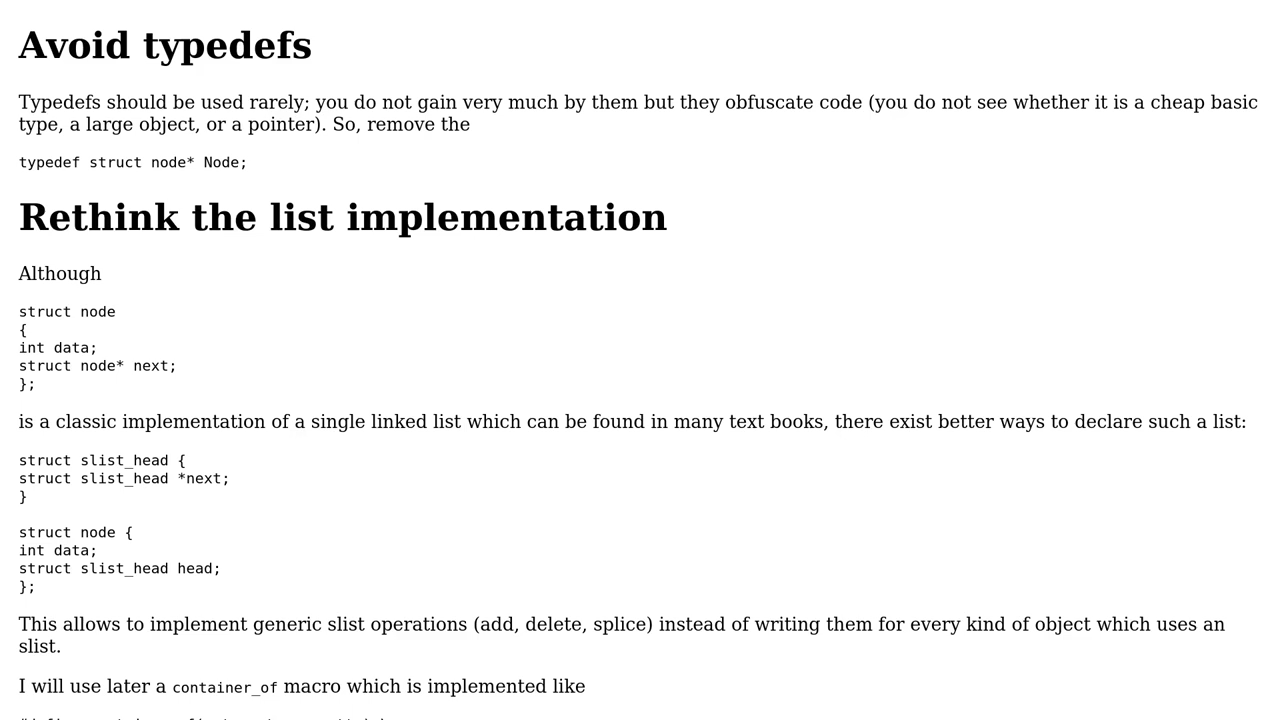 Avoid typedefs
Typedefs should be used rarely; you do not gain very much by them but they obfuscate code (you do not see whether it is a cheap basic
type, a large object, or a pointer). So, remove the
typedef struct node* Node;
Rethink the list implementation
Although
struct node
{
int data;
struct node* next;
};
is a classic implementation of a single linked list which can be found in many text books, there exist better ways to declare such a list:
struct slist_head {
struct slist_head *next;
}
struct node {
int data;
struct slist_head head;
};
This allows to implement generic slist operations (add, delete, splice) instead of writing them for every kind of object which uses an
slist.
I will use later a container_of macro which is implemented like